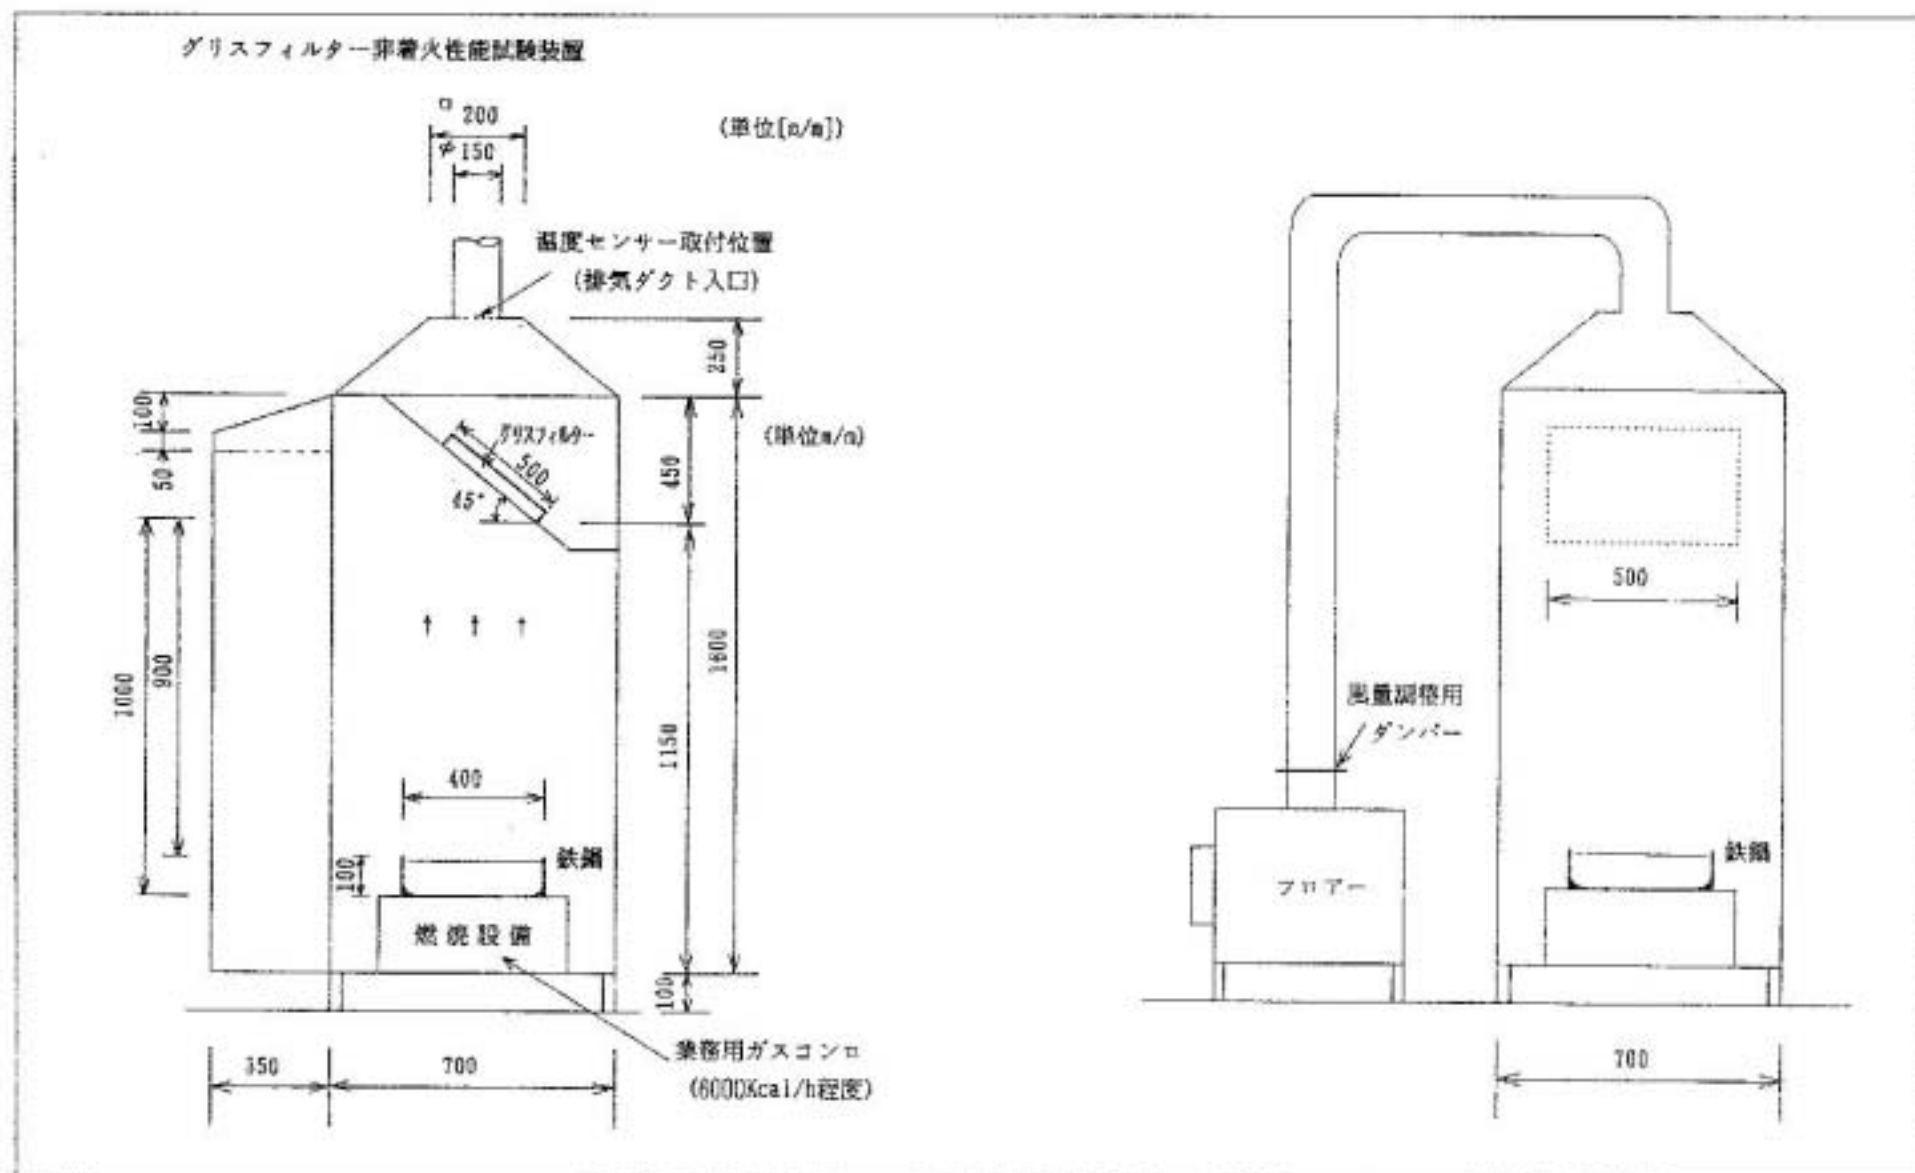 グリスフィルター非着火性能試験装置
□ 200
(単位[m/m])
φ150
温度センサー取付位置
(排気ダクト入口)
250
100
(単位m/m)
グリスフィルター
500
50
450
45°
500
1000
900
1600
風量調整用
ダンパー
1150
400
100
鉄鍋
鉄鍋
ブロアー
燃焼設備
100
業務用ガスコンロ
350
700
700
(6000Kcal/h程度)